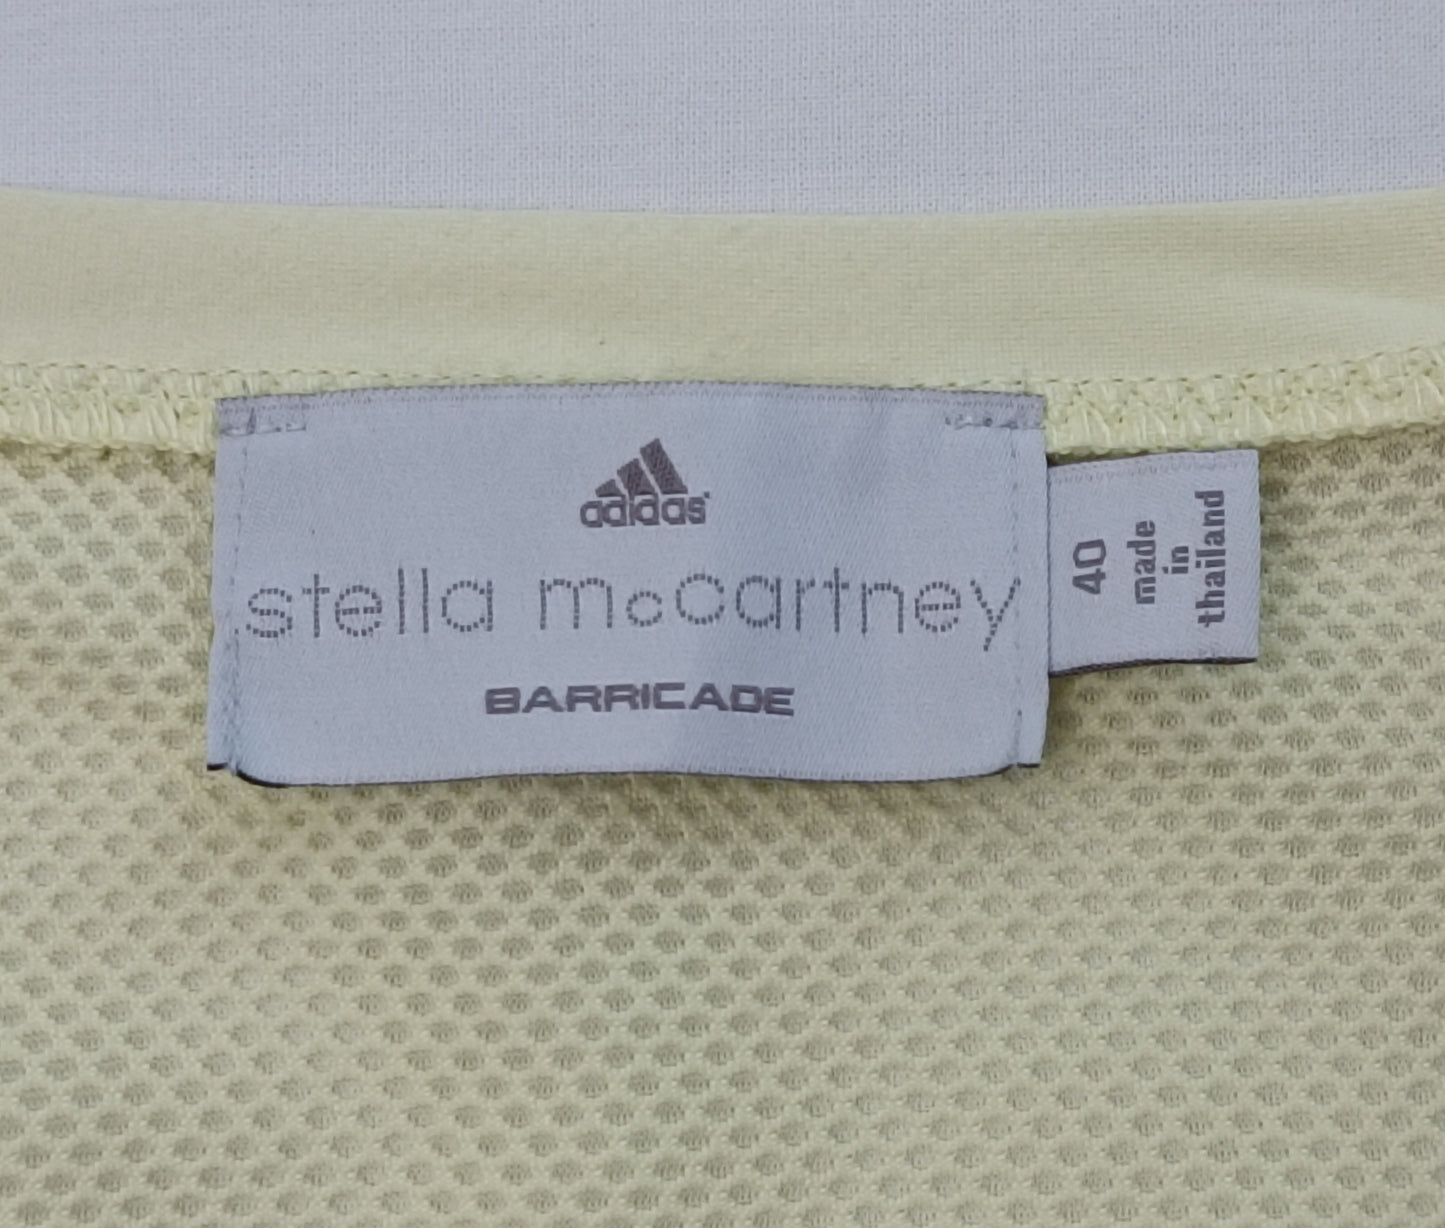 adidas
stella mcCartney
BARRICADE
40
made
in
thailand